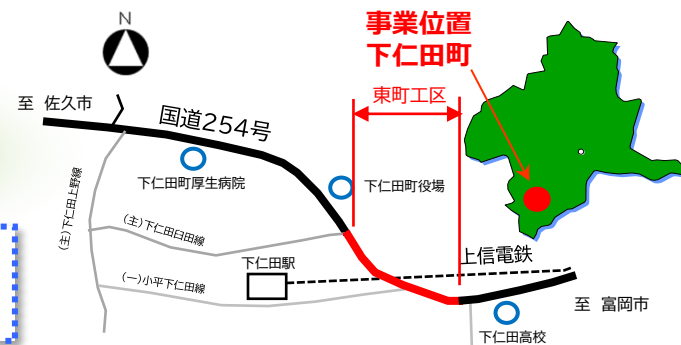 N
事業位置
下仁田町
至 佐久市
国道254号
東町工区
下仁田町厚生病院
下仁田町役場
(主)下仁田上野線
(主)下仁田臼田線
下仁田駅
上信電鉄
(一)小平下仁田線
至 富岡市
下仁田高校